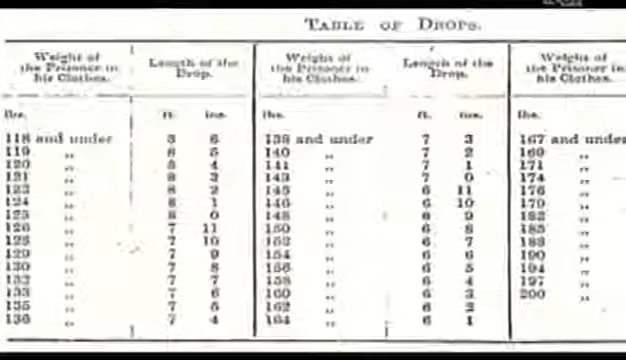 TABLE OF DROPS.
Weight of the Prisoner in his Clothes. Length of the Drop. Weight of the Prisoner in his Clothes. Length of the Drop. Weight of the Prisoner in his Clothes.
lbs. ft. ins. lbs. ft. ins. lbs.
118 and under 8 6 138 and under 7 3 167 and under
119 " 8 5 140 " 7 2 169 "
120 " 8 4 141 " 7 1 171 "
121 " 8 3 143 " 7 0 174 "
122 " 8 2 145 " 6 11 176 "
124 " 8 1 146 " 6 10 179 "
125 " 8 0 148 " 6 9 182 "
126 " 7 11 150 " 6 8 185 "
128 " 7 10 152 " 6 7 188 "
129 " 7 9 154 " 6 6 190 "
130 " 7 8 156 " 6 5 194 "
132 " 7 7 158 " 6 4 197 "
133 " 7 6 160 " 6 3 200 "
135 " 7 5 162 " 6 2
136 " 7 4 164 " 6 1